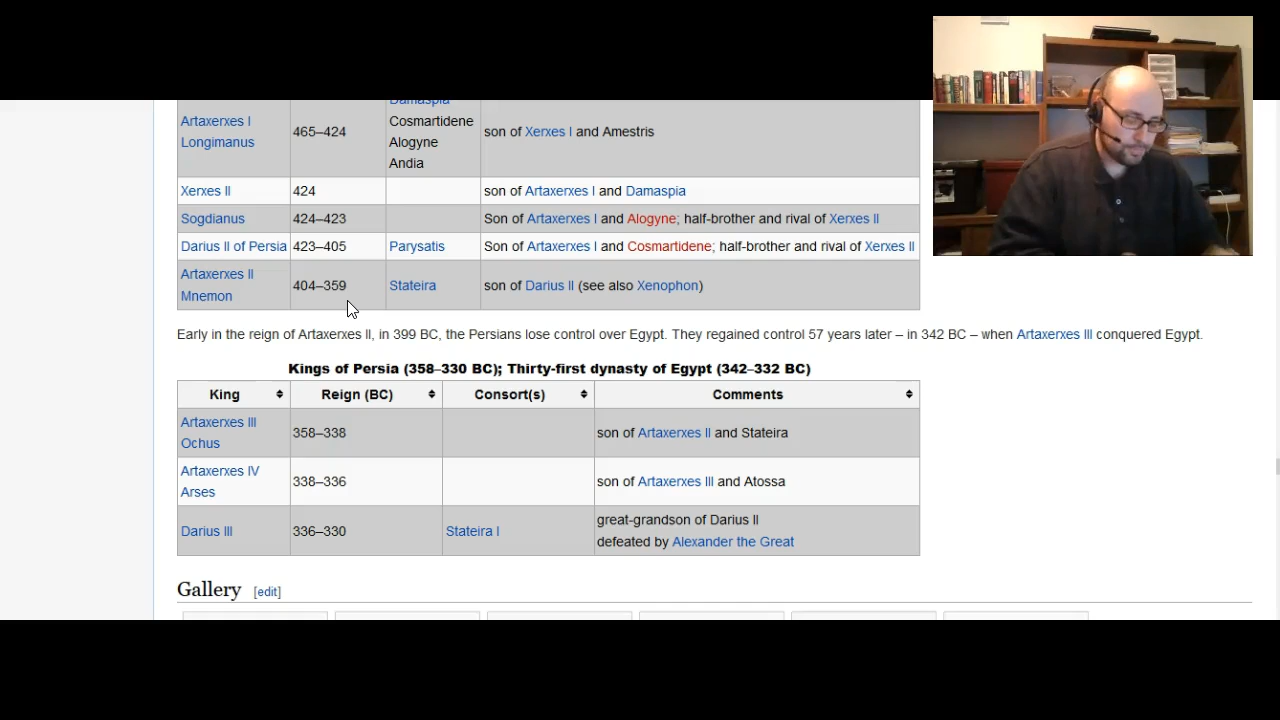 Damaspia
Artaxerxes I
Longimanus
465–424
Cosmartidene
Alogyne
Andia
son of Xerxes I and Amestris
Xerxes II
424
son of Artaxerxes I and Damaspia
Sogdianus
424–423
Son of Artaxerxes I and Alogyne; half-brother and rival of Xerxes II
Darius II of Persia
423–405
Parysatis
Son of Artaxerxes I and Cosmartidene; half-brother and rival of Xerxes II
Artaxerxes II
Mnemon
404–359
Stateira
son of Darius II (see also Xenophon)
Early in the reign of Artaxerxes II, in 399 BC, the Persians lose control over Egypt. They regained control 57 years later – in 342 BC – when Artaxerxes III conquered Egypt.
Kings of Persia (358–330 BC); Thirty-first dynasty of Egypt (342–332 BC)
King
Reign (BC)
Consort(s)
Comments
Artaxerxes III
Ochus
358–338
son of Artaxerxes II and Stateira
Artaxerxes IV
Arses
338–336
son of Artaxerxes III and Atossa
Darius III
336–330
Stateira I
great-grandson of Darius II
defeated by Alexander the Great
Gallery [edit]